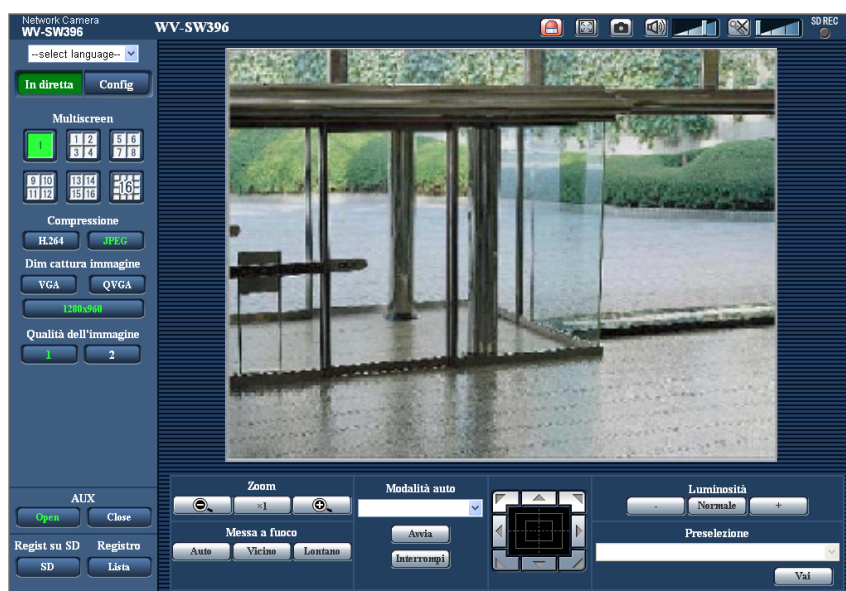 Network Camera
WV-SW396
WV-SW396
SD REC
--select language--
In diretta Config
Multiscreen
1
1 2
3 4
5 6
7 8
9 10
11 12
13 14
15 16
16
Compressione
H.264 JPEG
Dim cattura immagine
VGA QVGA
1280x960
Qualità dell'immagine
1 2
AUX
Open Close
Regist su SD Registro
SD Lista
Zoom
×1
Messa a fuoco
Auto Vicino Lontano
Modalità auto
Avvia
Interrompi
Luminosità
- Normale +
Preselezione
Vai